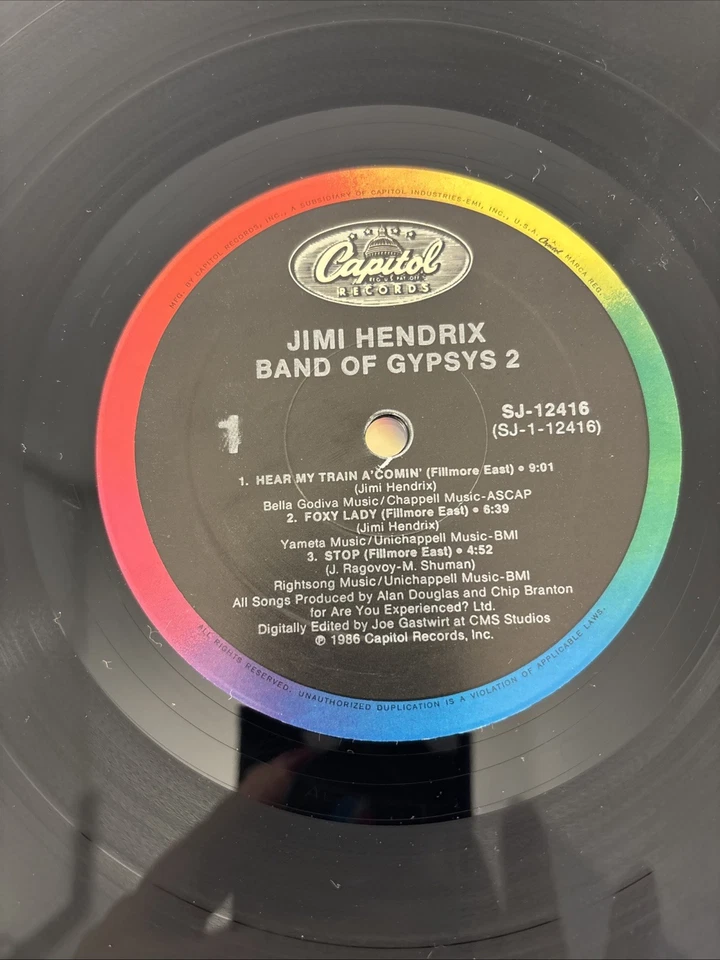 MFG. BY CAPITOL RECORDS, INC., A SUBSIDIARY OF CAPITOL INDUSTRIES-EMI, INC., U.S.A. Capitol MARCA REG.
Capitol
REG. U.S. PAT. OFF.
RECORDS
JIMI HENDRIX
BAND OF GYPSYS 2
1
SJ-12416
(SJ-1-12416)
1. HEAR MY TRAIN A'COMIN' (Fillmore East) • 9:01
(Jimi Hendrix)
Bella Godiva Music/Chappell Music-ASCAP
2. FOXY LADY (Fillmore East) • 6:39
(Jimi Hendrix)
Yameta Music/Unichappell Music-BMI
3. STOP (Fillmore East) • 4:52
(J. Ragovoy-M. Shuman)
Rightsong Music/Unichappell Music-BMI
All Songs Produced by Alan Douglas and Chip Branton
for Are You Experienced? Ltd.
Digitally Edited by Joe Gastwirt at CMS Studios
℗ 1986 Capitol Records, Inc.
ALL RIGHTS RESERVED. UNAUTHORIZED DUPLICATION IS A VIOLATION OF APPLICABLE LAWS.